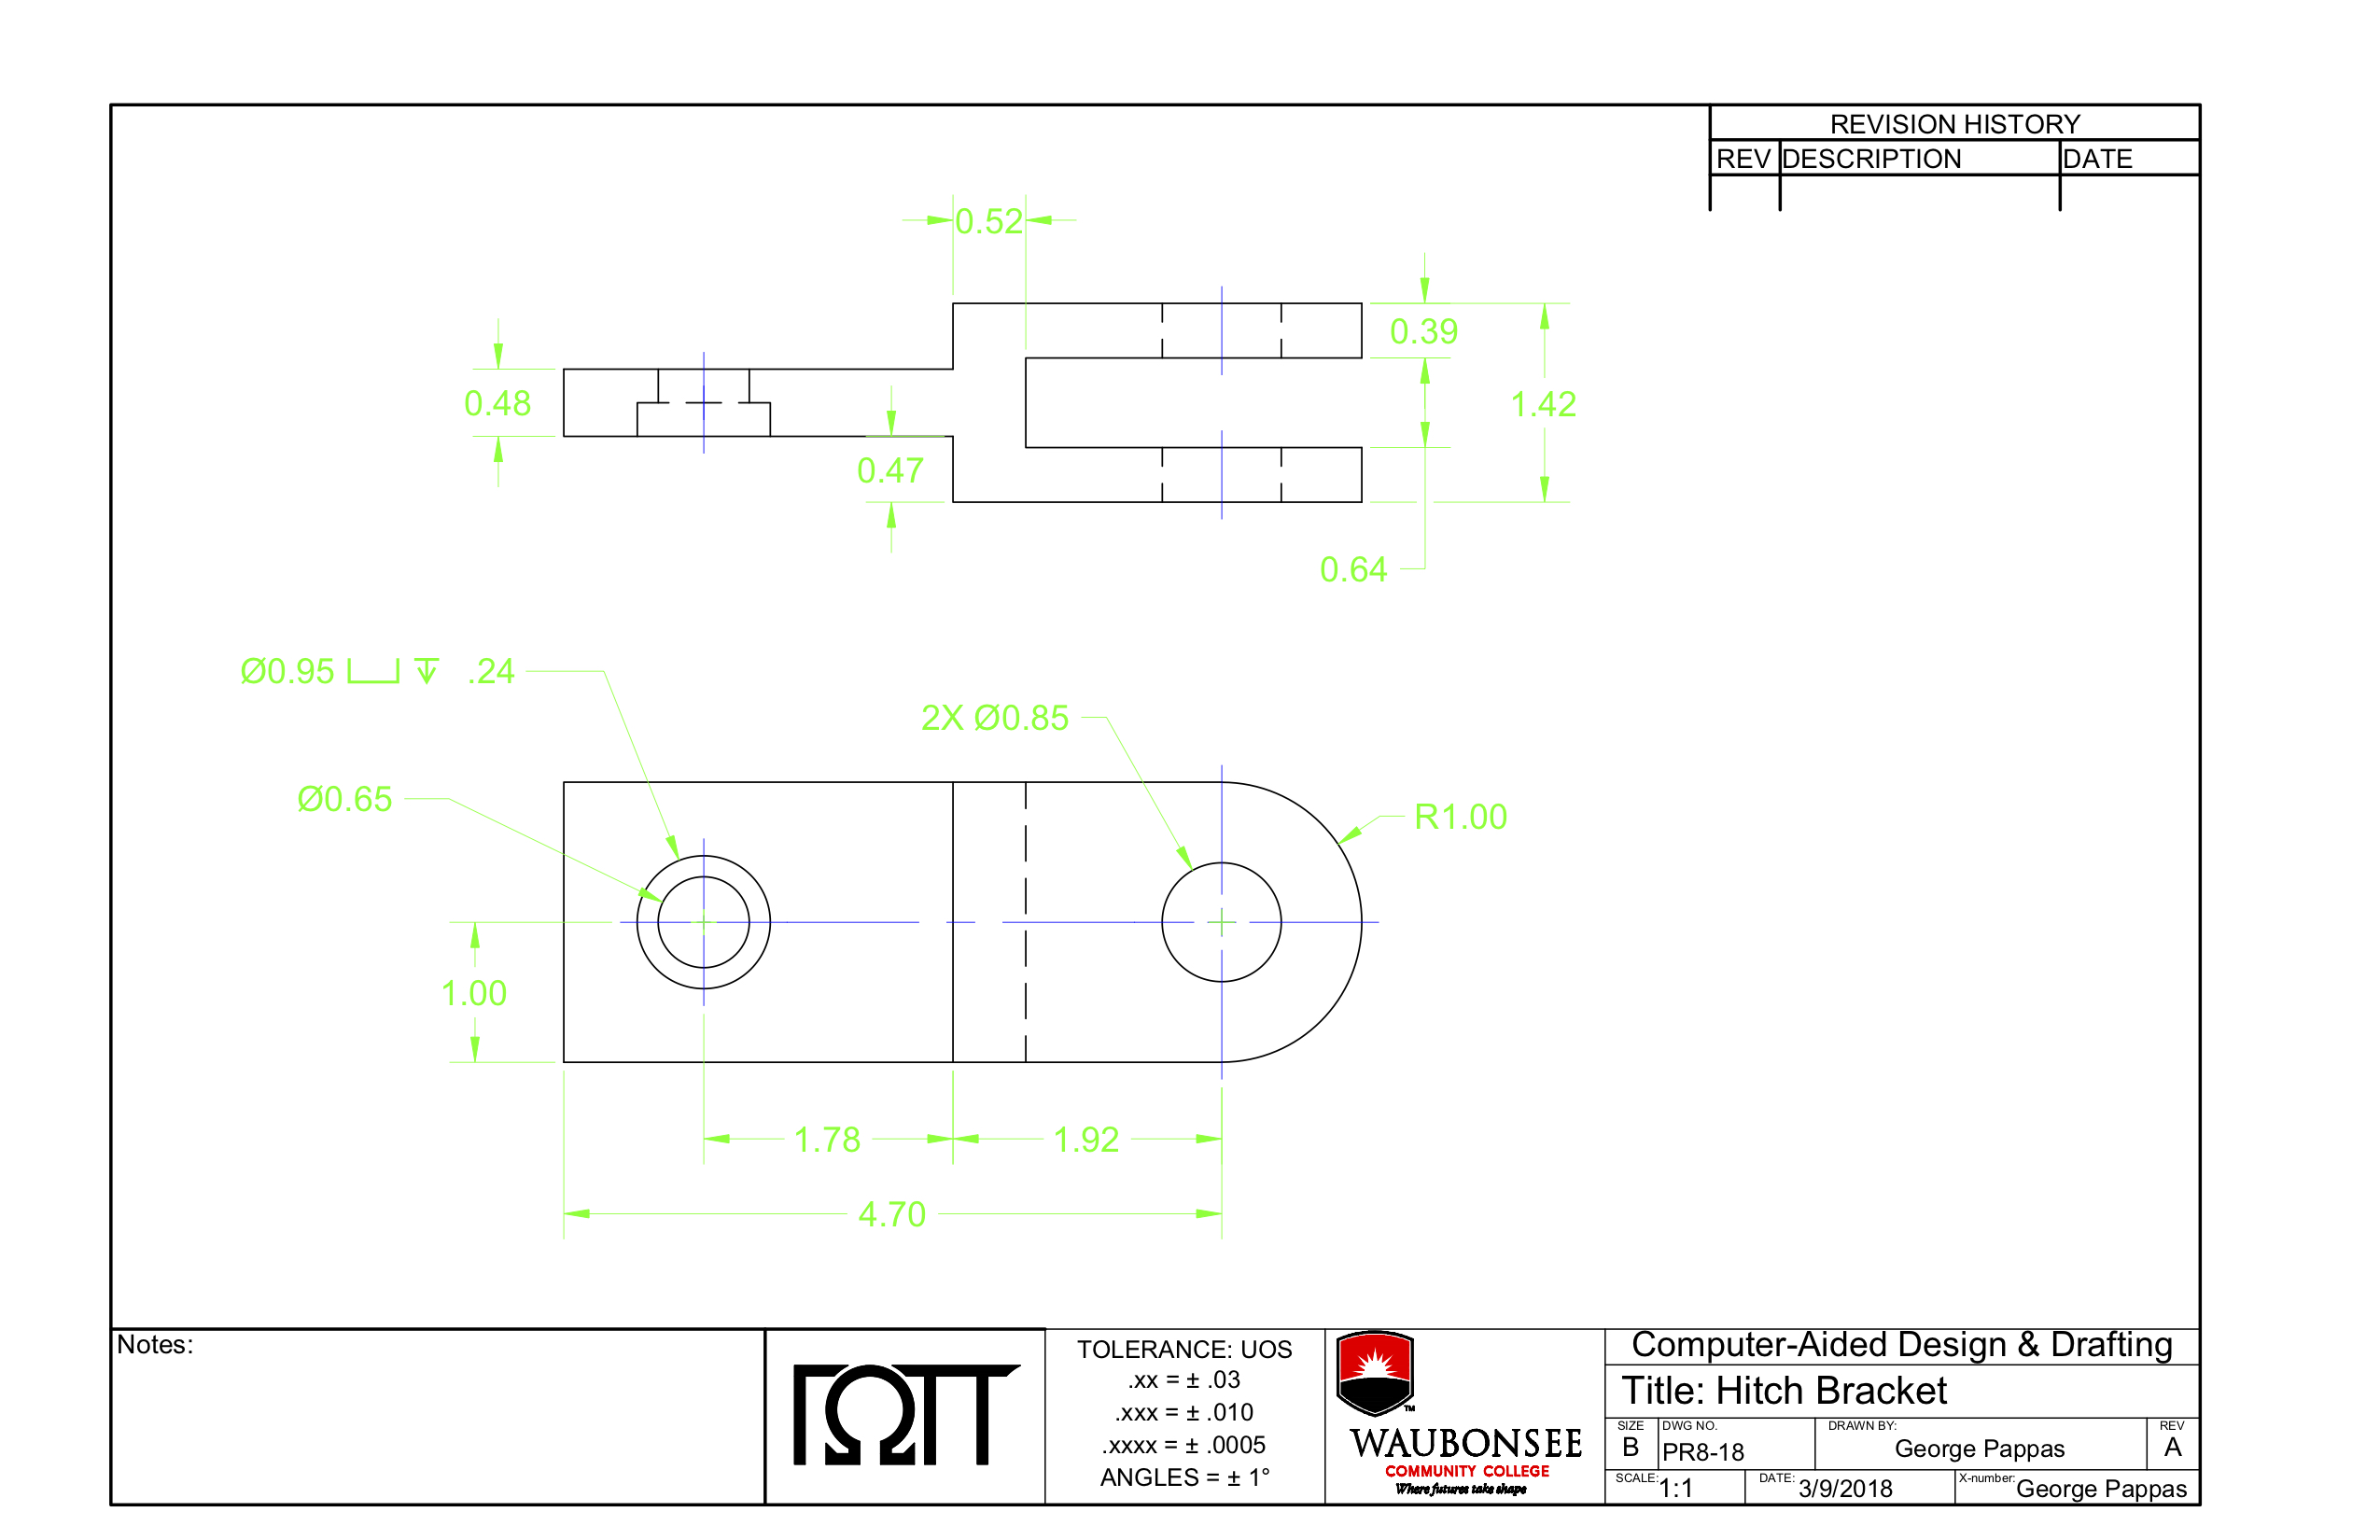 REVISION HISTORY
REV DESCRIPTION DATE
0.52
0.39
0.48
1.42
0.47
0.64
Ø0.95 ⌴ ↧ .24
2X Ø0.85
Ø0.65
R1.00
1.00
1.78
1.92
4.70
Notes:
TOLERANCE: UOS
.xx = ± .03
.xxx = ± .010
.xxxx = ± .0005
ANGLES = ± 1°
TM
WAUBONSEE
COMMUNITY COLLEGE
Where futures take shape
Computer-Aided Design & Drafting
Title: Hitch Bracket
SIZE DWG NO. DRAWN BY: REV
B PR8-18 George Pappas A
SCALE: 1:1 DATE: 3/9/2018 X-number: George Pappas